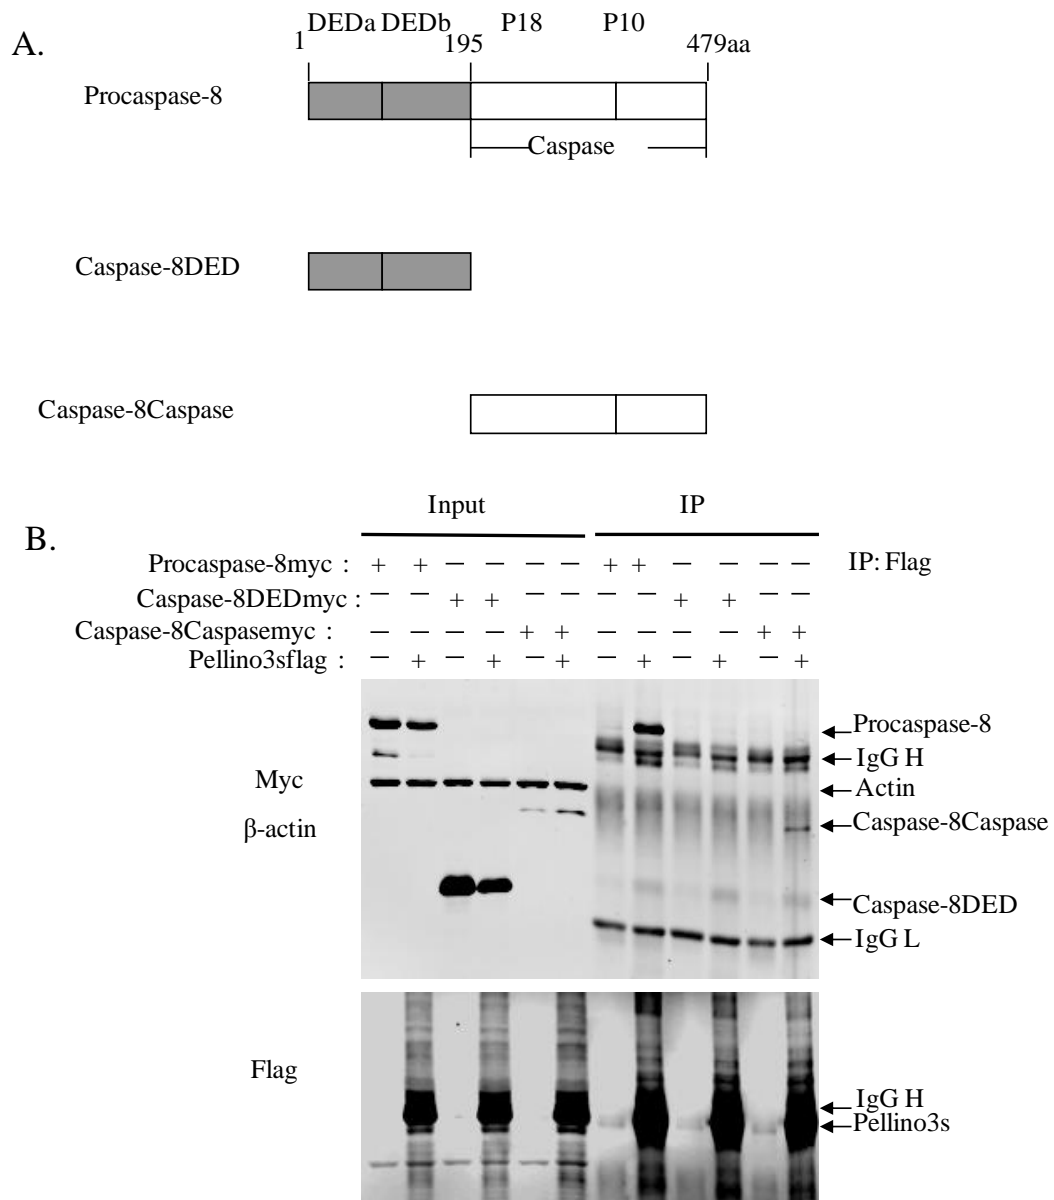 A.
DEDa DEDb P18 P10
1 195 479aa
Procaspase-8
Caspase
Caspase-8DED
Caspase-8Caspase
Input IP
B.
Procaspase-8myc : + + — — — — + + — — — — IP: Flag
Caspase-8DEDmyc : — — + + — — — — + + — —
Caspase-8Caspasemyc : — — — — + + — — — — + +
Pellino3sflag : — + — + — + — + — + — +
Procaspase-8
IgG H
Myc
Actin
β-actin
Caspase-8Caspase
Caspase-8DED
IgG L
Flag
IgG H
Pellino3s